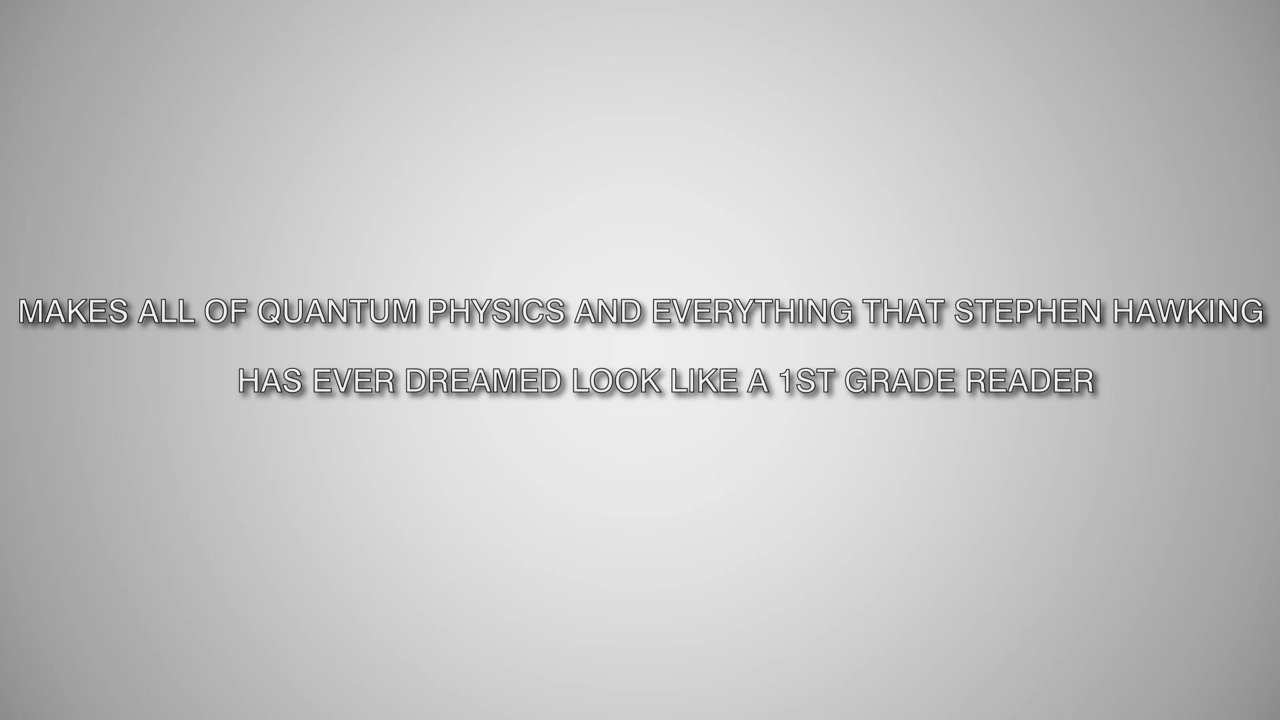 MAKES ALL OF QUANTUM PHYSICS AND EVERYTHING THAT STEPHEN HAWKING
HAS EVER DREAMED LOOK LIKE A 1ST GRADE READER